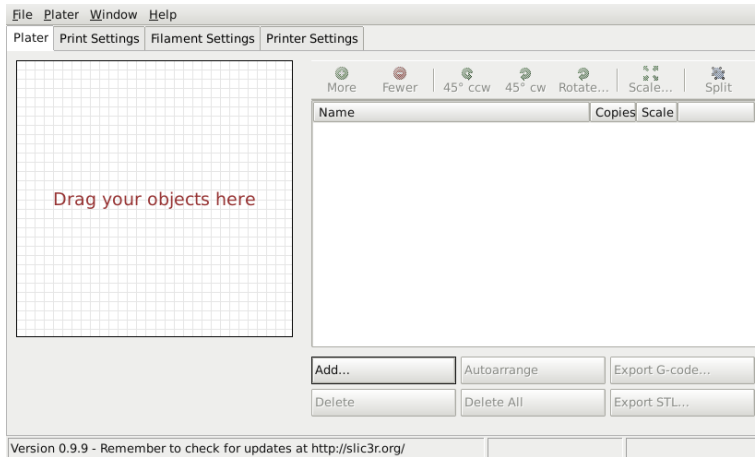 File Plater Window Help
Plater Print Settings Filament Settings Printer Settings
More Fewer 45° ccw 45° cw Rotate... Scale... Split
Name Copies Scale
Drag your objects here
Add... Autoarrange Export G-code...
Delete Delete All Export STL...
Version 0.9.9 - Remember to check for updates at http://slic3r.org/